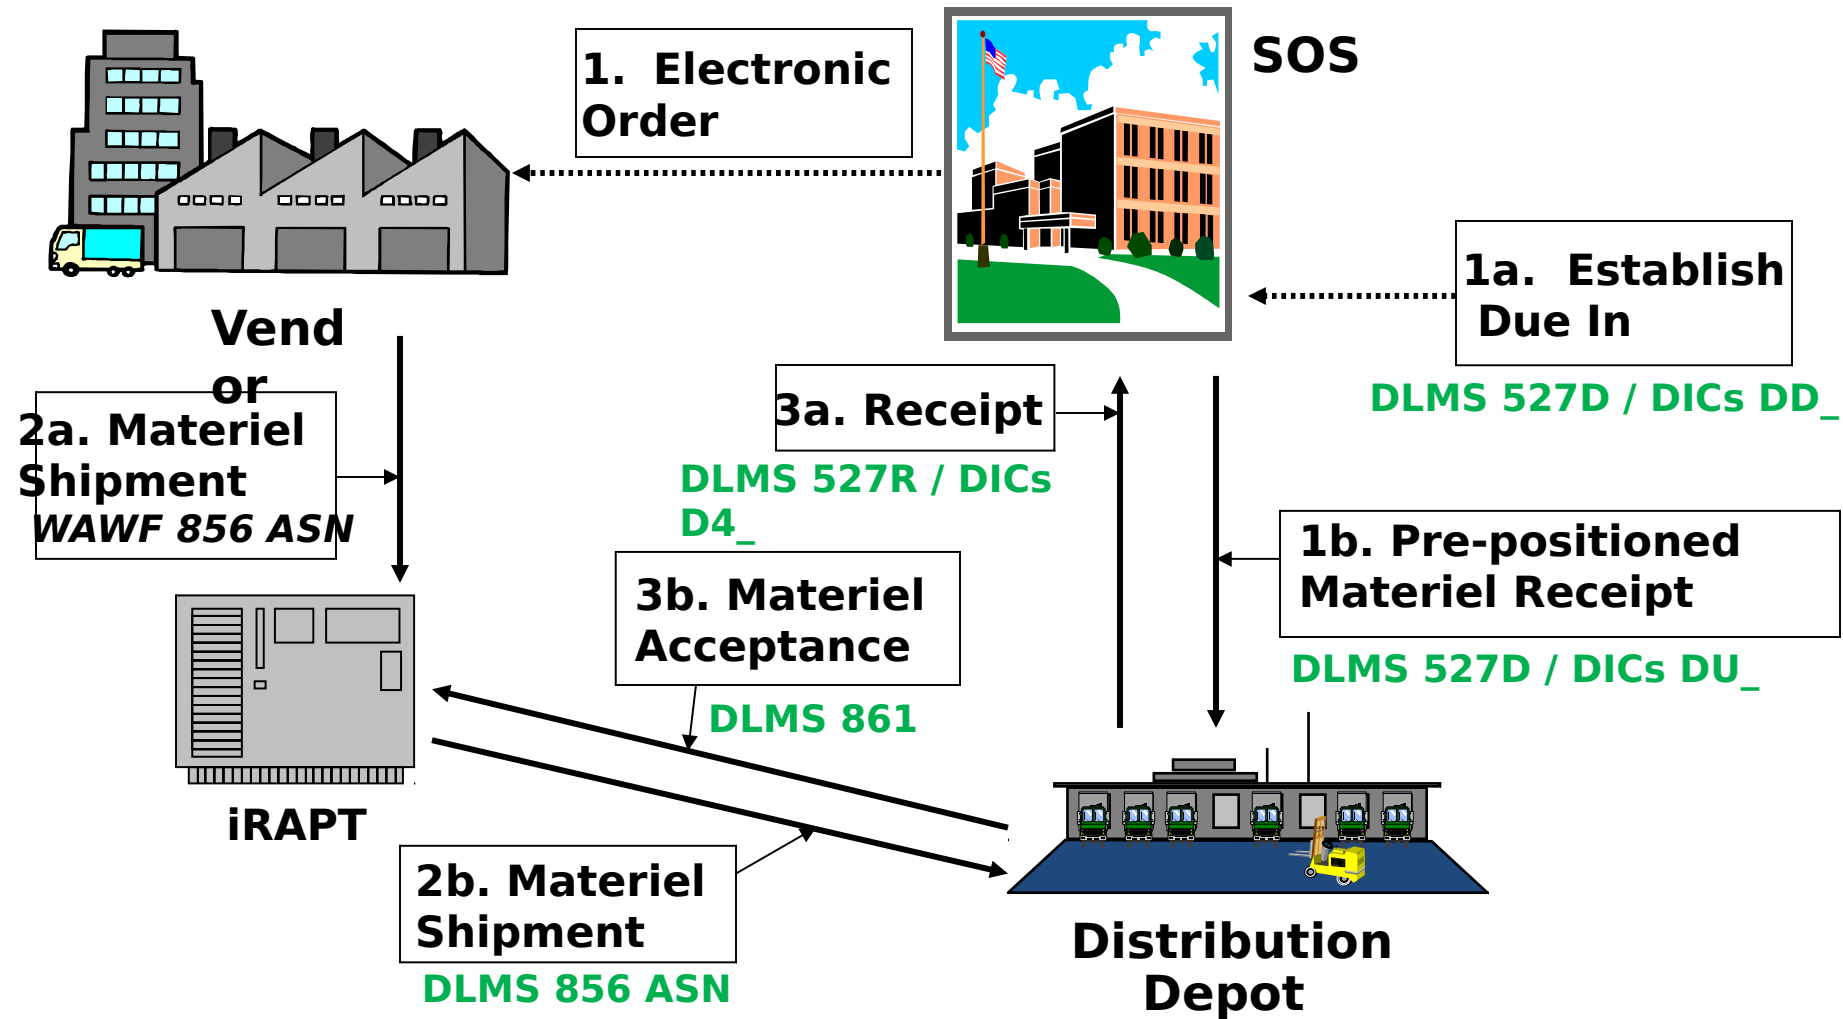 1.  Electronic
Order
SOS
1a.  Establish
Due In
DLMS 527D / DICs DD_
Vend
or
2a. Materiel
Shipment
WAWF 856 ASN
3a. Receipt
DLMS 527R / DICs
D4_
1b. Pre-positioned
Materiel Receipt
DLMS 527D / DICs DU_
3b. Materiel
Acceptance
DLMS 861
iRAPT
2b. Materiel
Shipment
DLMS 856 ASN
Distribution
Depot